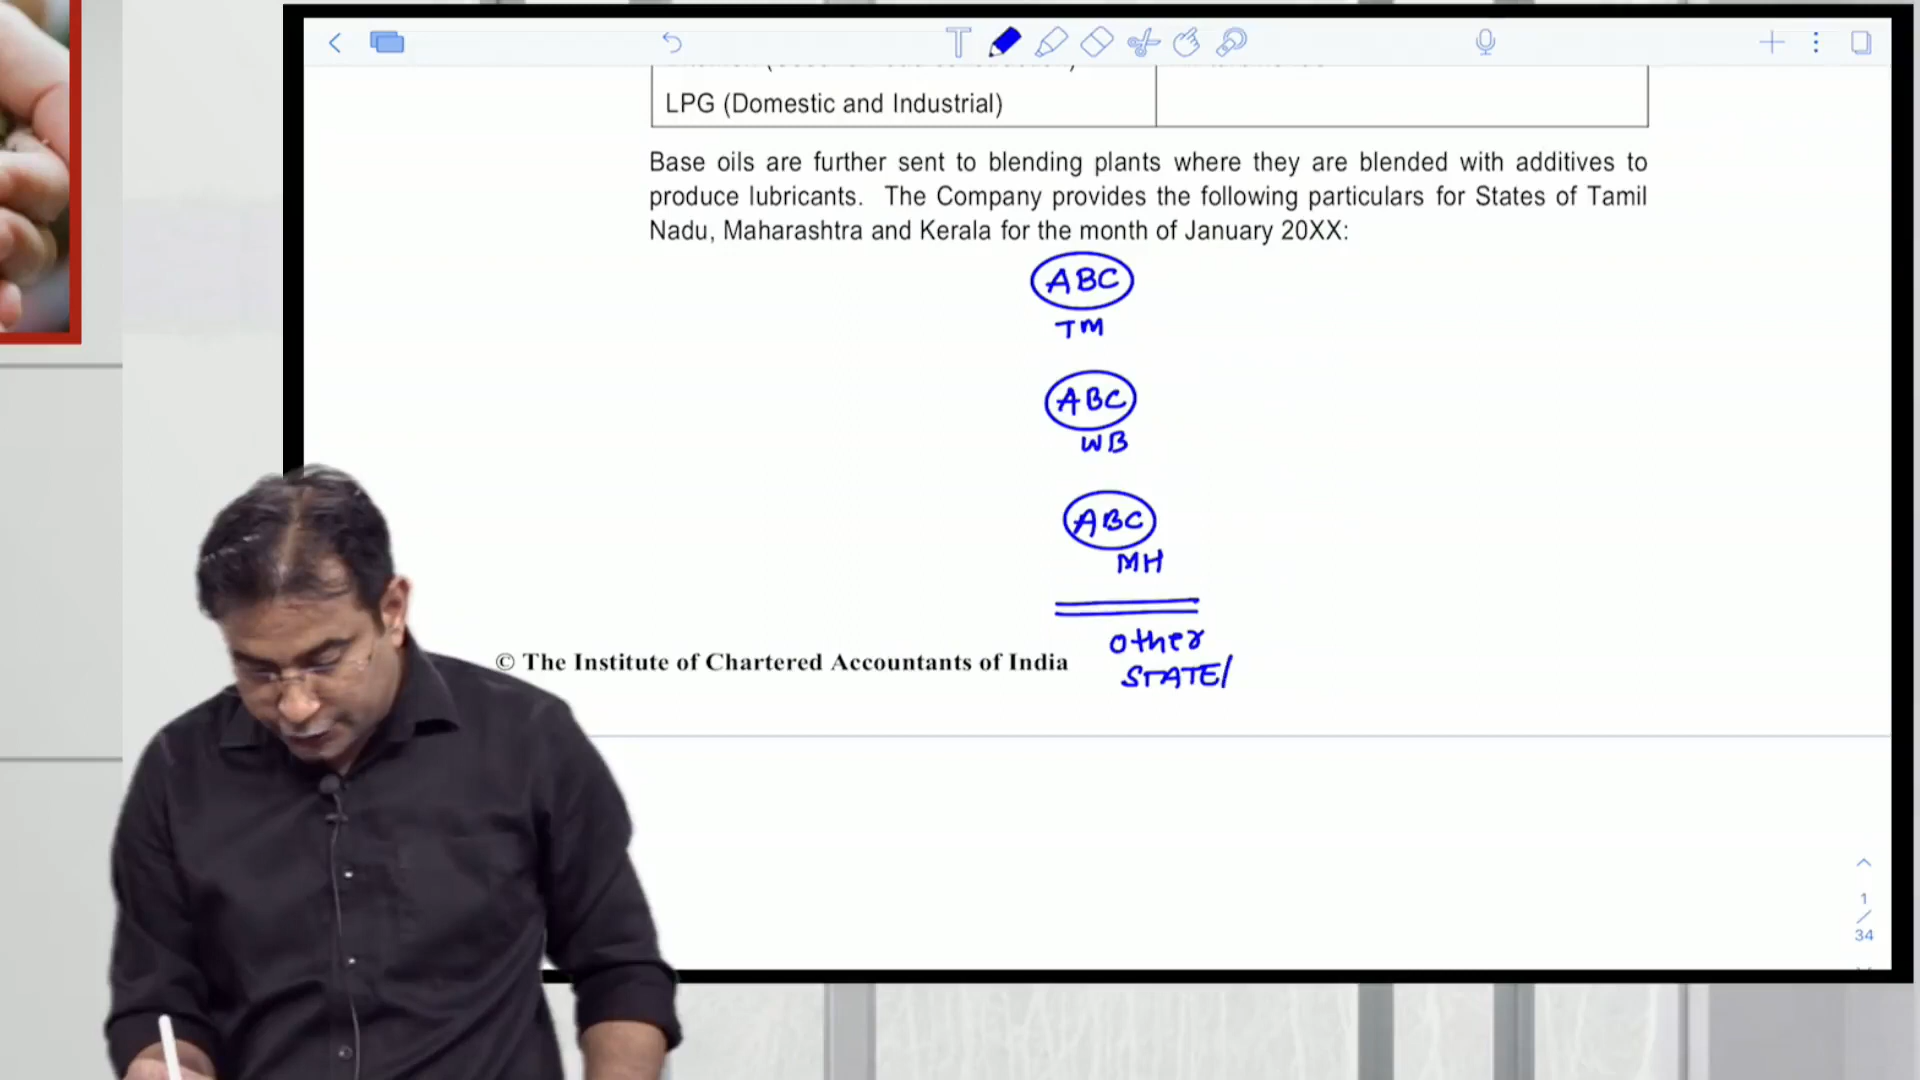 LPG (Domestic and Industrial)
Base oils are further sent to blending plants where they are blended with additives to
produce lubricants. The Company provides the following particulars for States of Tamil
Nadu, Maharashtra and Kerala for the month of January 20XX:
ABC
TM
ABC
WB
ABC
MH
other
© The Institute of Chartered Accountants of India
STATE/
1
/
34